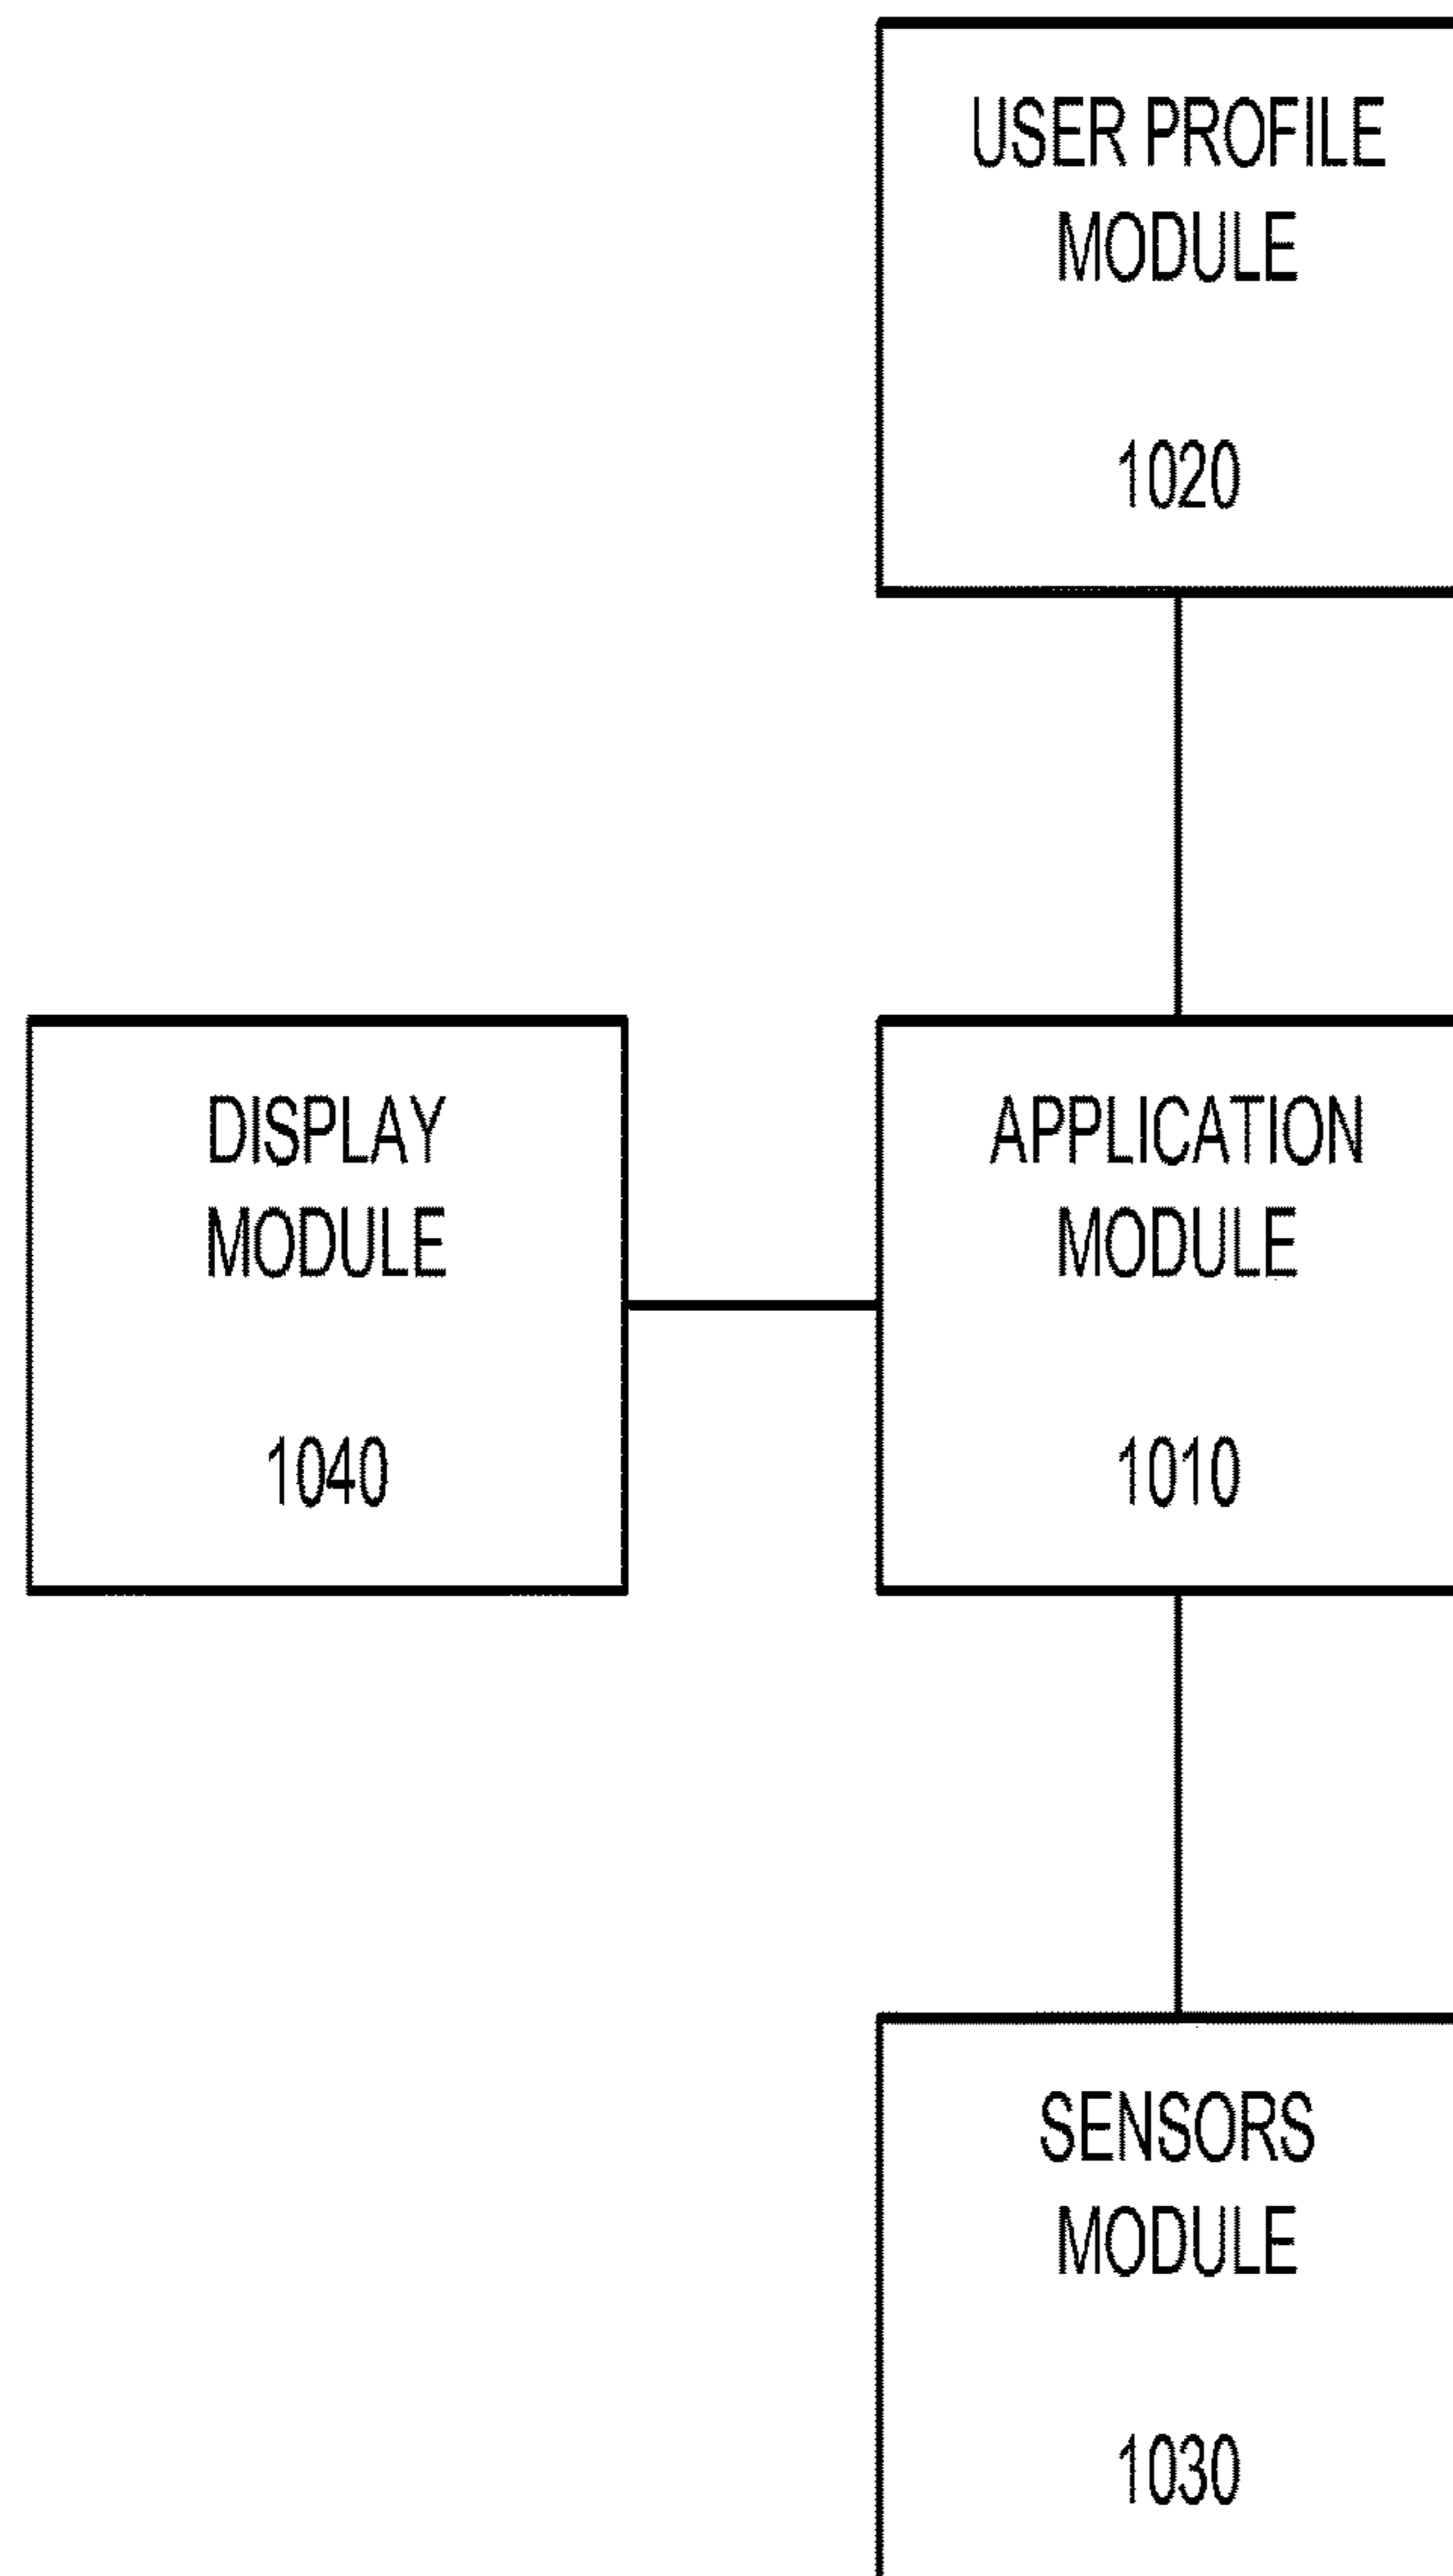 USER PROFILE
MODULE
1020
DISPLAY
MODULE
1040
APPLICATION
MODULE
1010
SENSORS
MODULE
1030